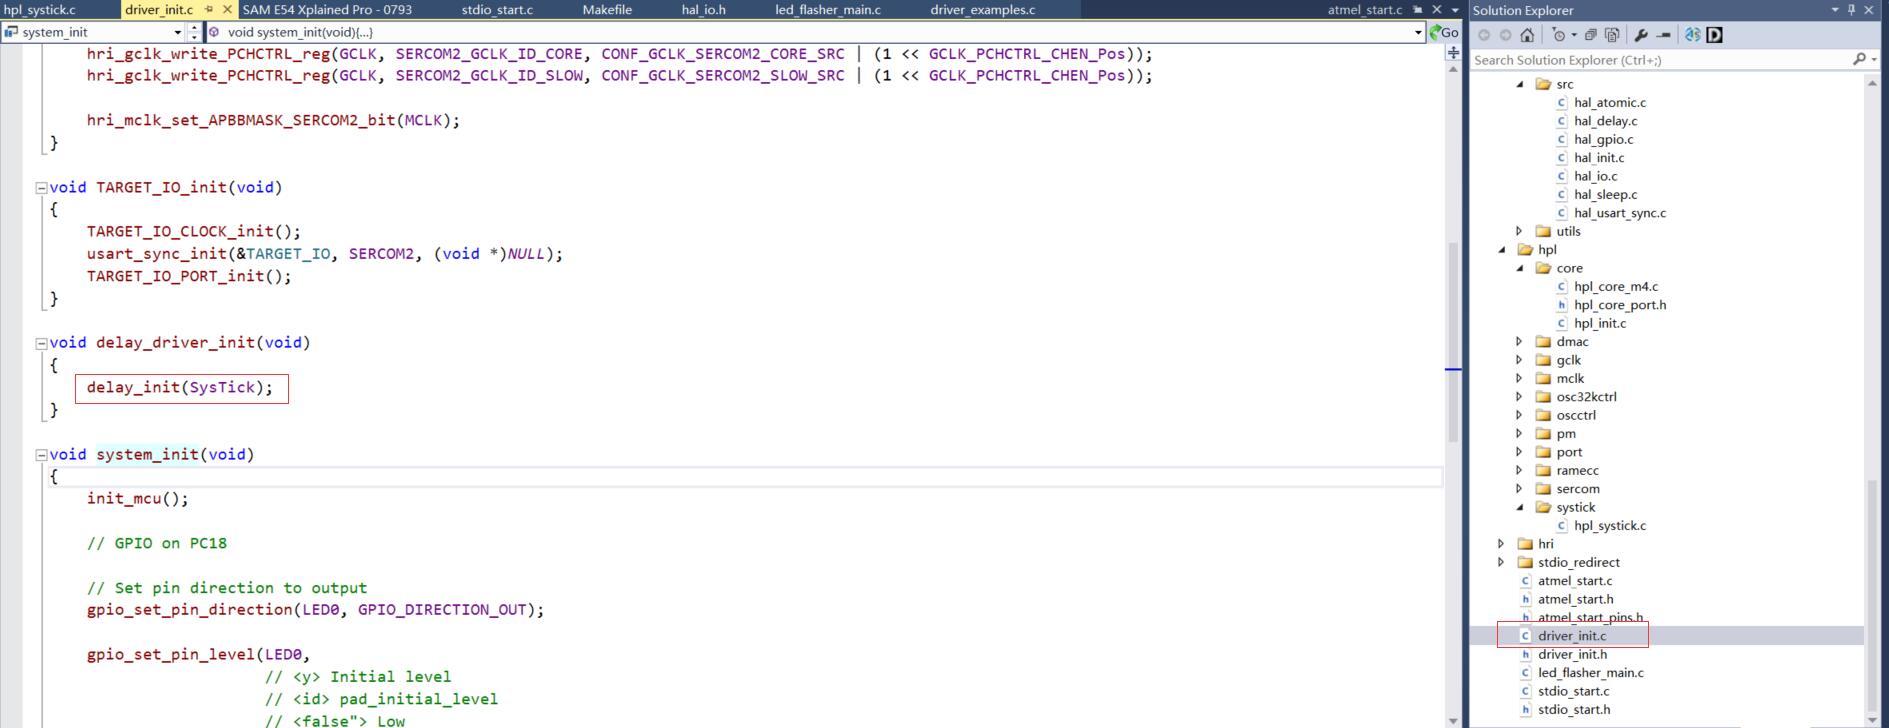 hpl_systick.c driver_init.c SAM E54 Xplained Pro - 0793 stdio_start.c Makefile hal_io.h led_flasher_main.c driver_examples.c atmel_start.c
system_init void system_init(void){...} Go
hri_gclk_write_PCHCTRL_reg(GCLK, SERCOM2_GCLK_ID_CORE, CONF_GCLK_SERCOM2_CORE_SRC | (1 << GCLK_PCHCTRL_CHEN_Pos));
hri_gclk_write_PCHCTRL_reg(GCLK, SERCOM2_GCLK_ID_SLOW, CONF_GCLK_SERCOM2_SLOW_SRC | (1 << GCLK_PCHCTRL_CHEN_Pos));
hri_mclk_set_APBBMASK_SERCOM2_bit(MCLK);
}
void TARGET_IO_init(void)
{
TARGET_IO_CLOCK_init();
usart_sync_init(&TARGET_IO, SERCOM2, (void *)NULL);
TARGET_IO_PORT_init();
}
void delay_driver_init(void)
{
delay_init(SysTick);
}
void system_init(void)
{
init_mcu();
// GPIO on PC18
// Set pin direction to output
gpio_set_pin_direction(LED0, GPIO_DIRECTION_OUT);
gpio_set_pin_level(LED0,
// <y> Initial level
// <id> pad_initial_level
// <false"> Low
Solution Explorer
Search Solution Explorer (Ctrl+;)
src
hal_atomic.c
hal_delay.c
hal_gpio.c
hal_init.c
hal_io.c
hal_sleep.c
hal_usart_sync.c
utils
hpl
core
hpl_core_m4.c
hpl_core_port.h
hpl_init.c
dmac
gclk
mclk
osc32kctrl
oscctrl
pm
port
ramecc
sercom
systick
hpl_systick.c
hri
stdio_redirect
atmel_start.c
atmel_start.h
atmel_start_pins.h
driver_init.c
driver_init.h
led_flasher_main.c
stdio_start.c
stdio_start.h